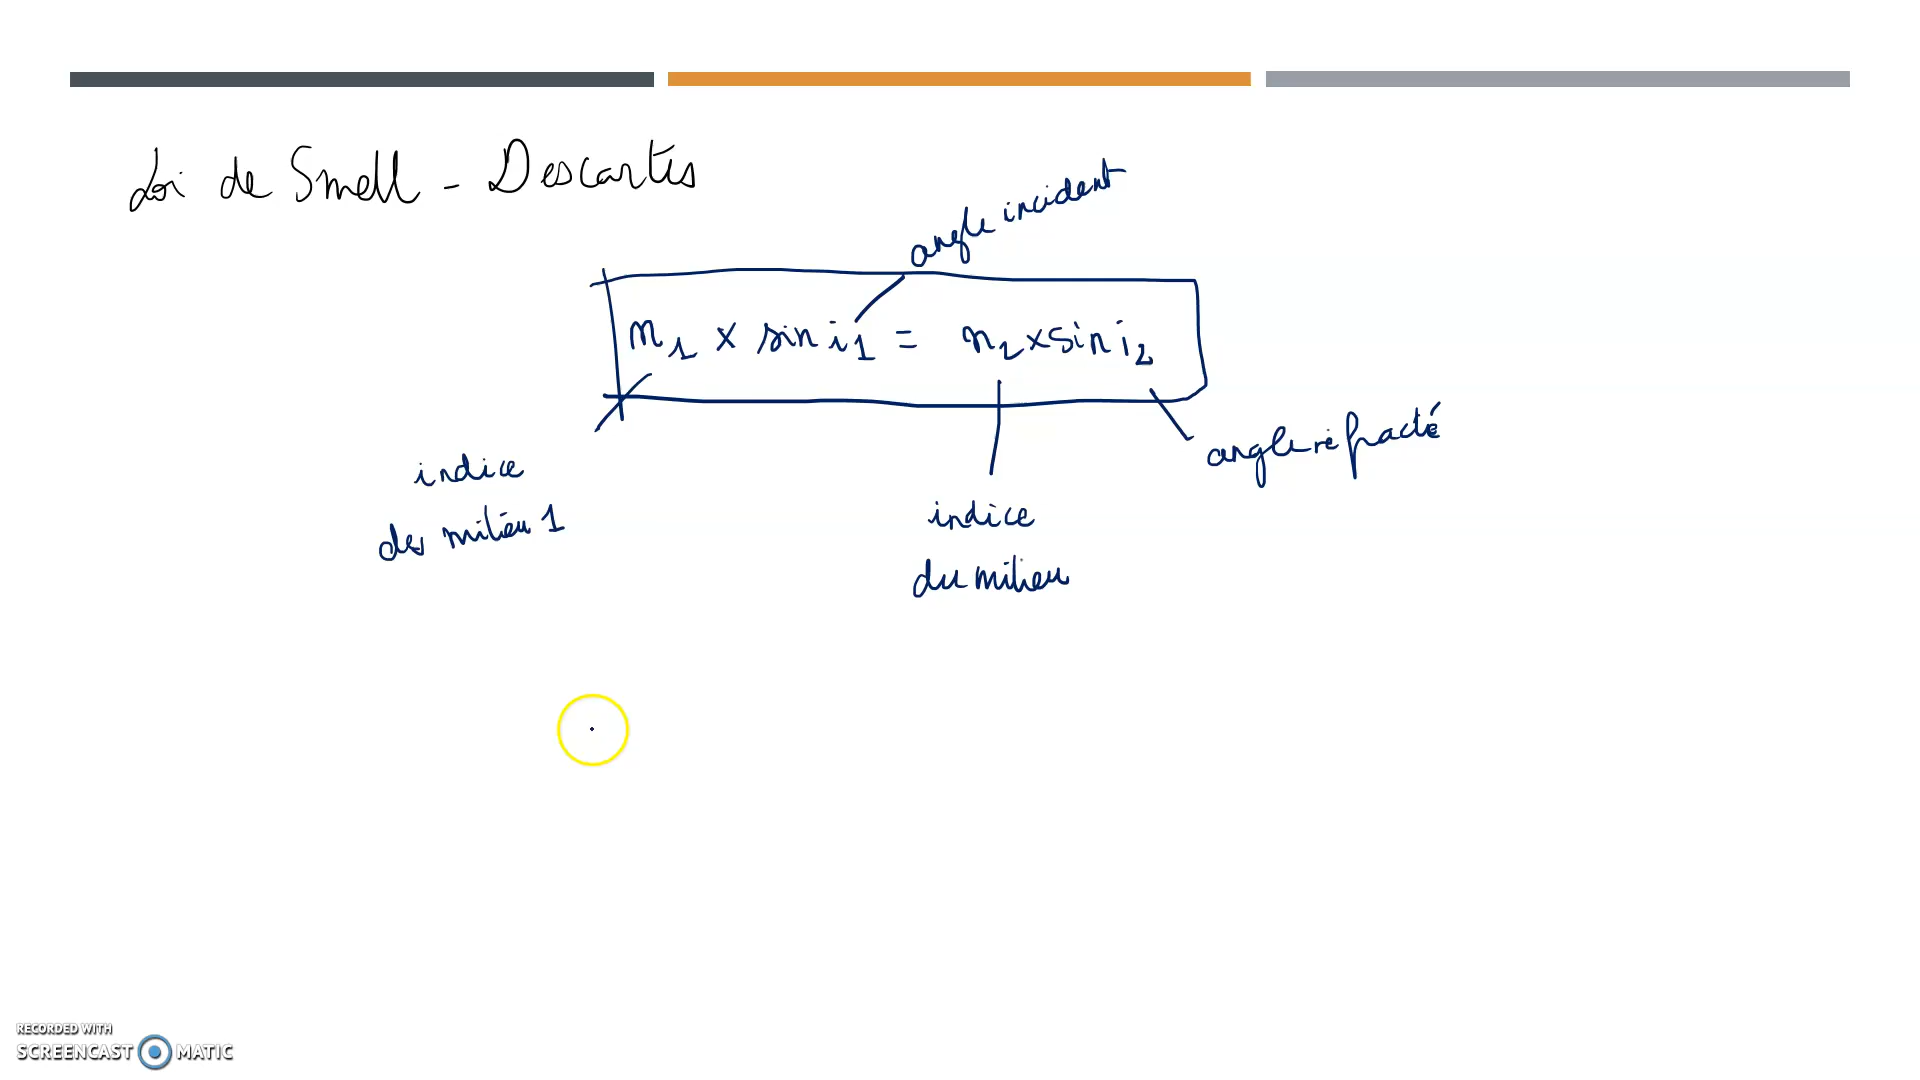 Loi de Snell - Descartes
angle incident
n1 x sin i1 = n2 x sin i2
angle réfracté
indice
des milieu 1
indice
du milieu
RECORDED WITH
SCREENCAST MATIC